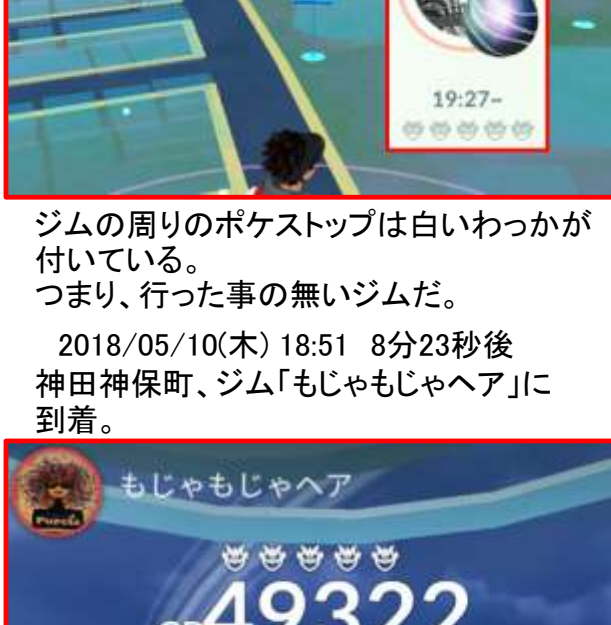 19:27~
ジムの周りのポケストップは白いわっかが
付いている。
つまり、行った事の無いジムだ。
2018/05/10(木) 18:51 8分23秒後
神田神保町、ジム「もじゃもじゃヘア」に
到着。
もじゃもじゃヘア
49322